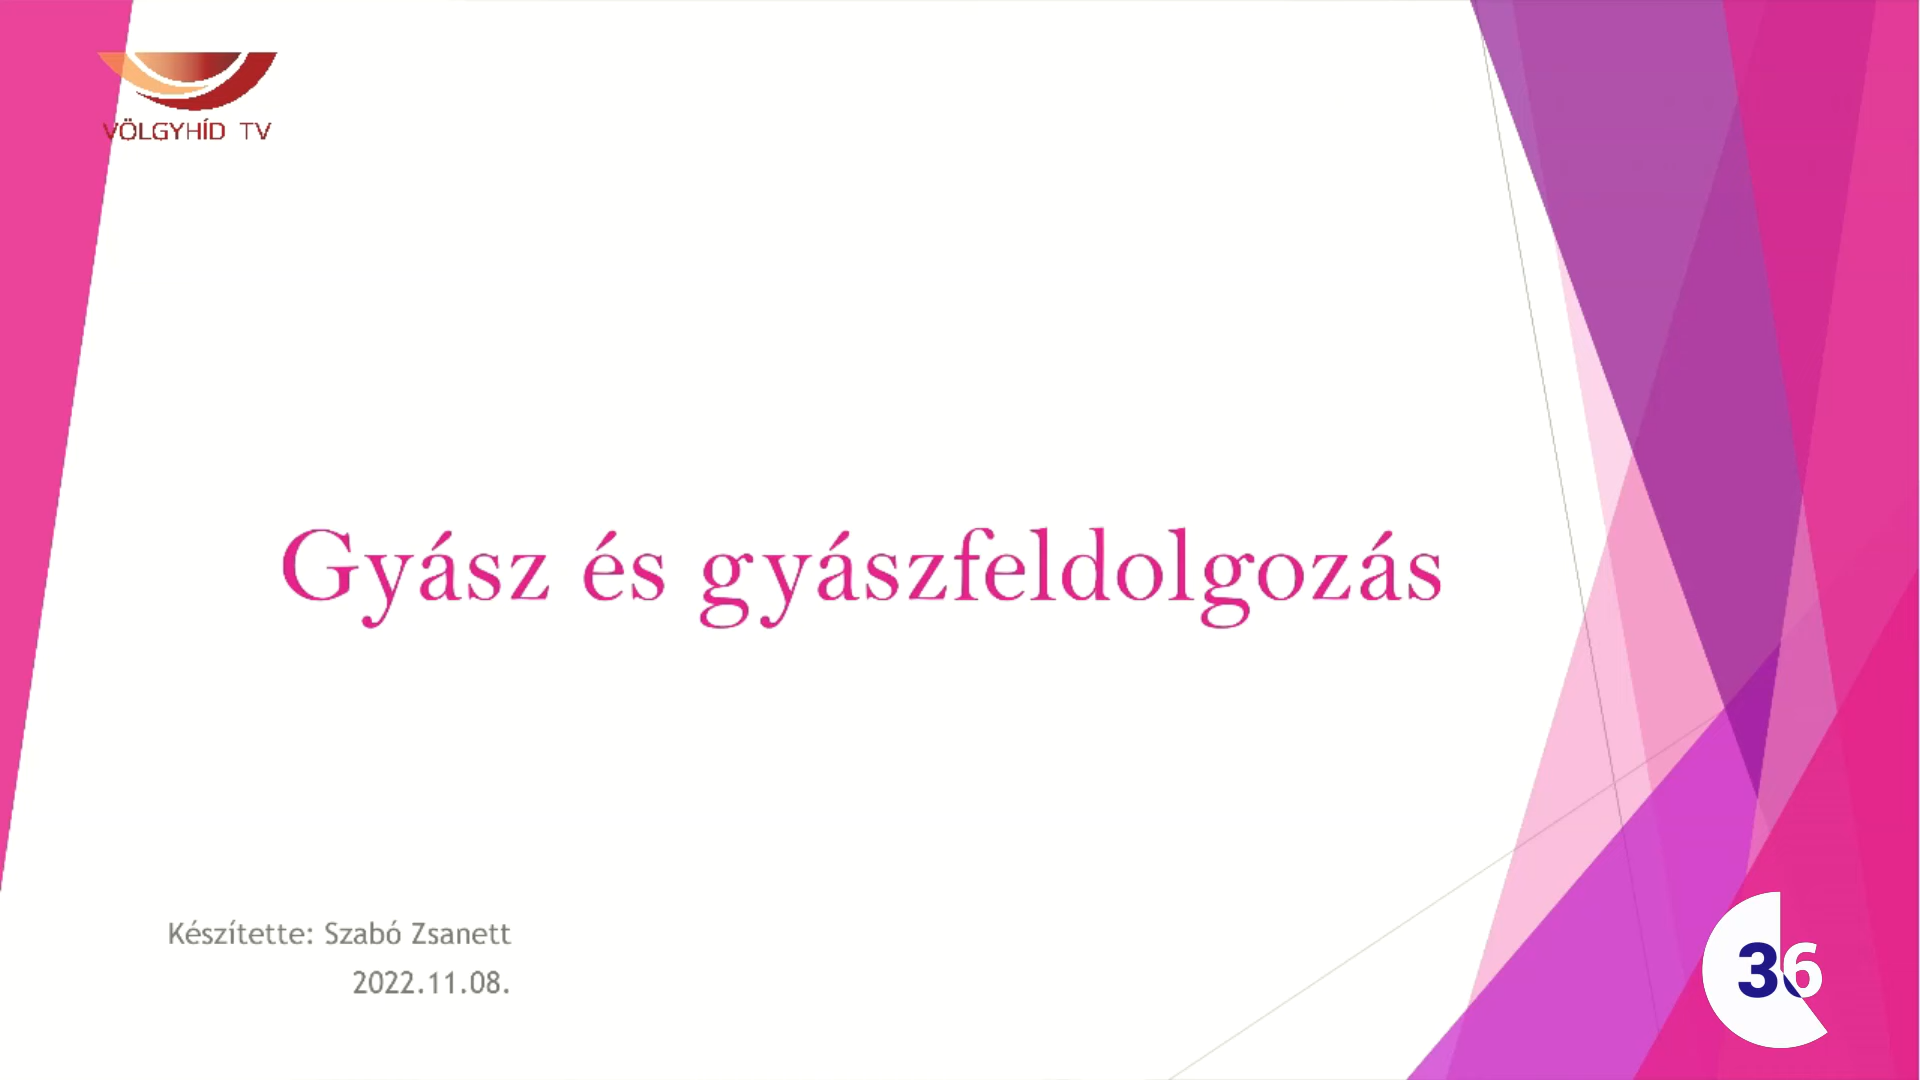 VÖLGYHÍD TV
Gyász és gyászfeldolgozás
Készítette: Szabó Zsanett
2022.11.08.
36